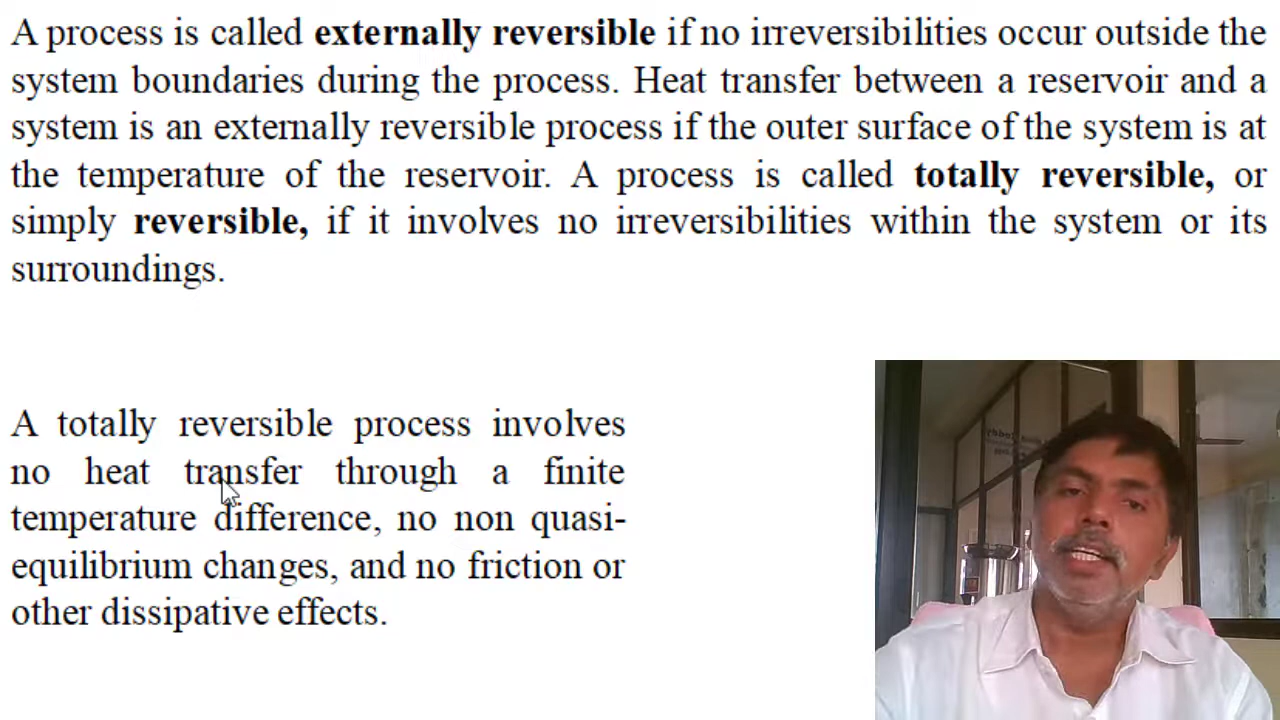 A process is called externally reversible if no irreversibilities occur outside the
system boundaries during the process. Heat transfer between a reservoir and a
system is an externally reversible process if the outer surface of the system is at
the temperature of the reservoir. A process is called totally reversible, or
simply reversible, if it involves no irreversibilities within the system or its
surroundings.
A totally reversible process involves
no heat transfer through a finite
temperature difference, no non quasi-
equilibrium changes, and no friction or
other dissipative effects.